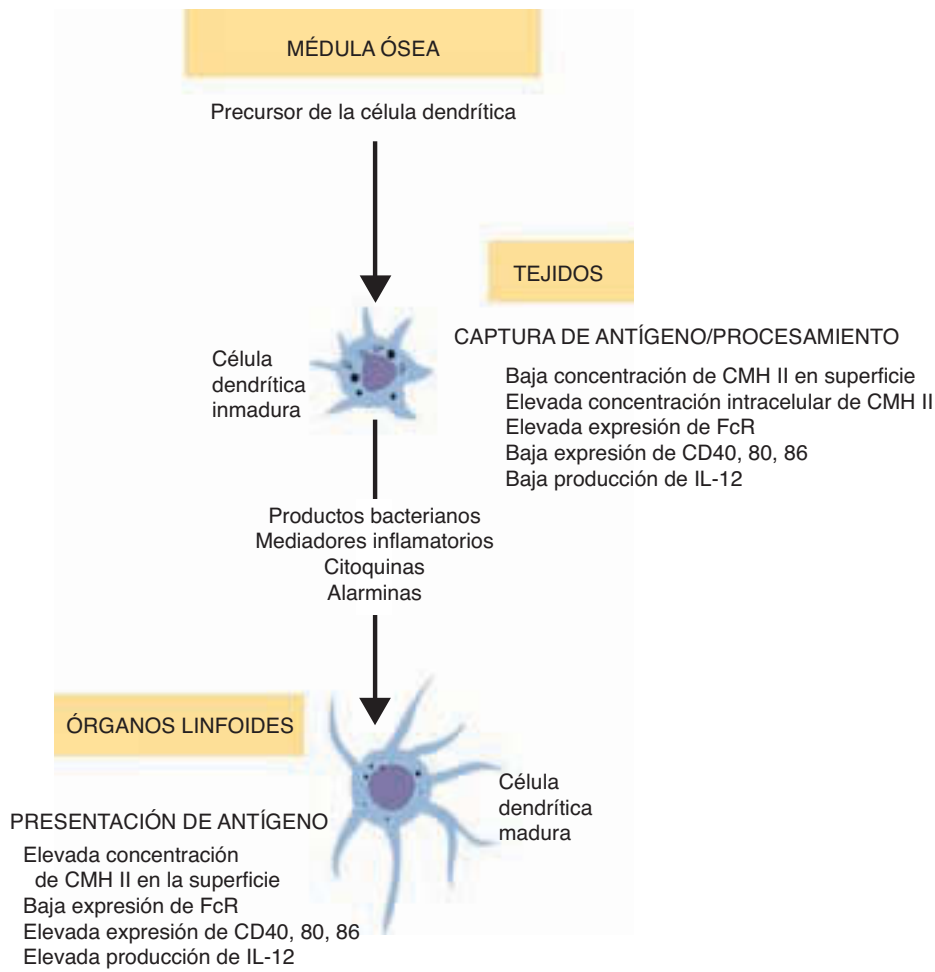 MÉDULA ÓSEA
Precursor de la célula dendrítica
TEJIDOS
CAPTURA DE ANTÍGENO/PROCESAMIENTO
Baja concentración de CMH II en superficie
Elevada concentración intracelular de CMH II
Elevada expresión de FcR
Baja expresión de CD40, 80, 86
Baja producción de IL-12
Célula
dendrítica
inmadura
Productos bacterianos
Mediadores inflamatorios
Citoquinas
Alarminas
ÓRGANOS LINFOIDES
Célula
dendrítica
madura
PRESENTACIÓN DE ANTÍGENO
Elevada concentración
de CMH II en la superficie
Baja expresión de FcR
Elevada expresión de CD40, 80, 86
Elevada producción de IL-12